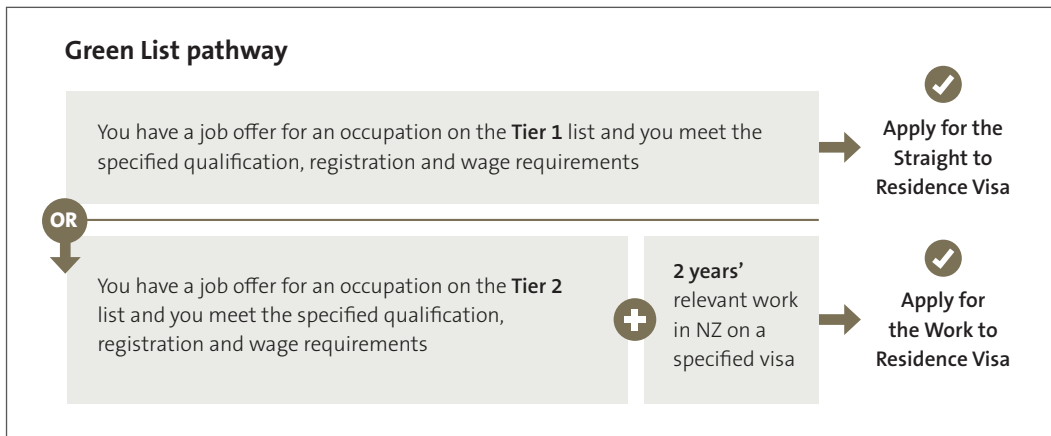 Green List pathway
You have a job offer for an occupation on the Tier 1 list and you meet the
specified qualification, registration and wage requirements
Apply for the
Straight to
Residence Visa
OR
You have a job offer for an occupation on the Tier 2
list and you meet the specified qualification,
registration and wage requirements
2 years’
relevant work
in NZ on a
specified visa
Apply for
the Work to
Residence Visa